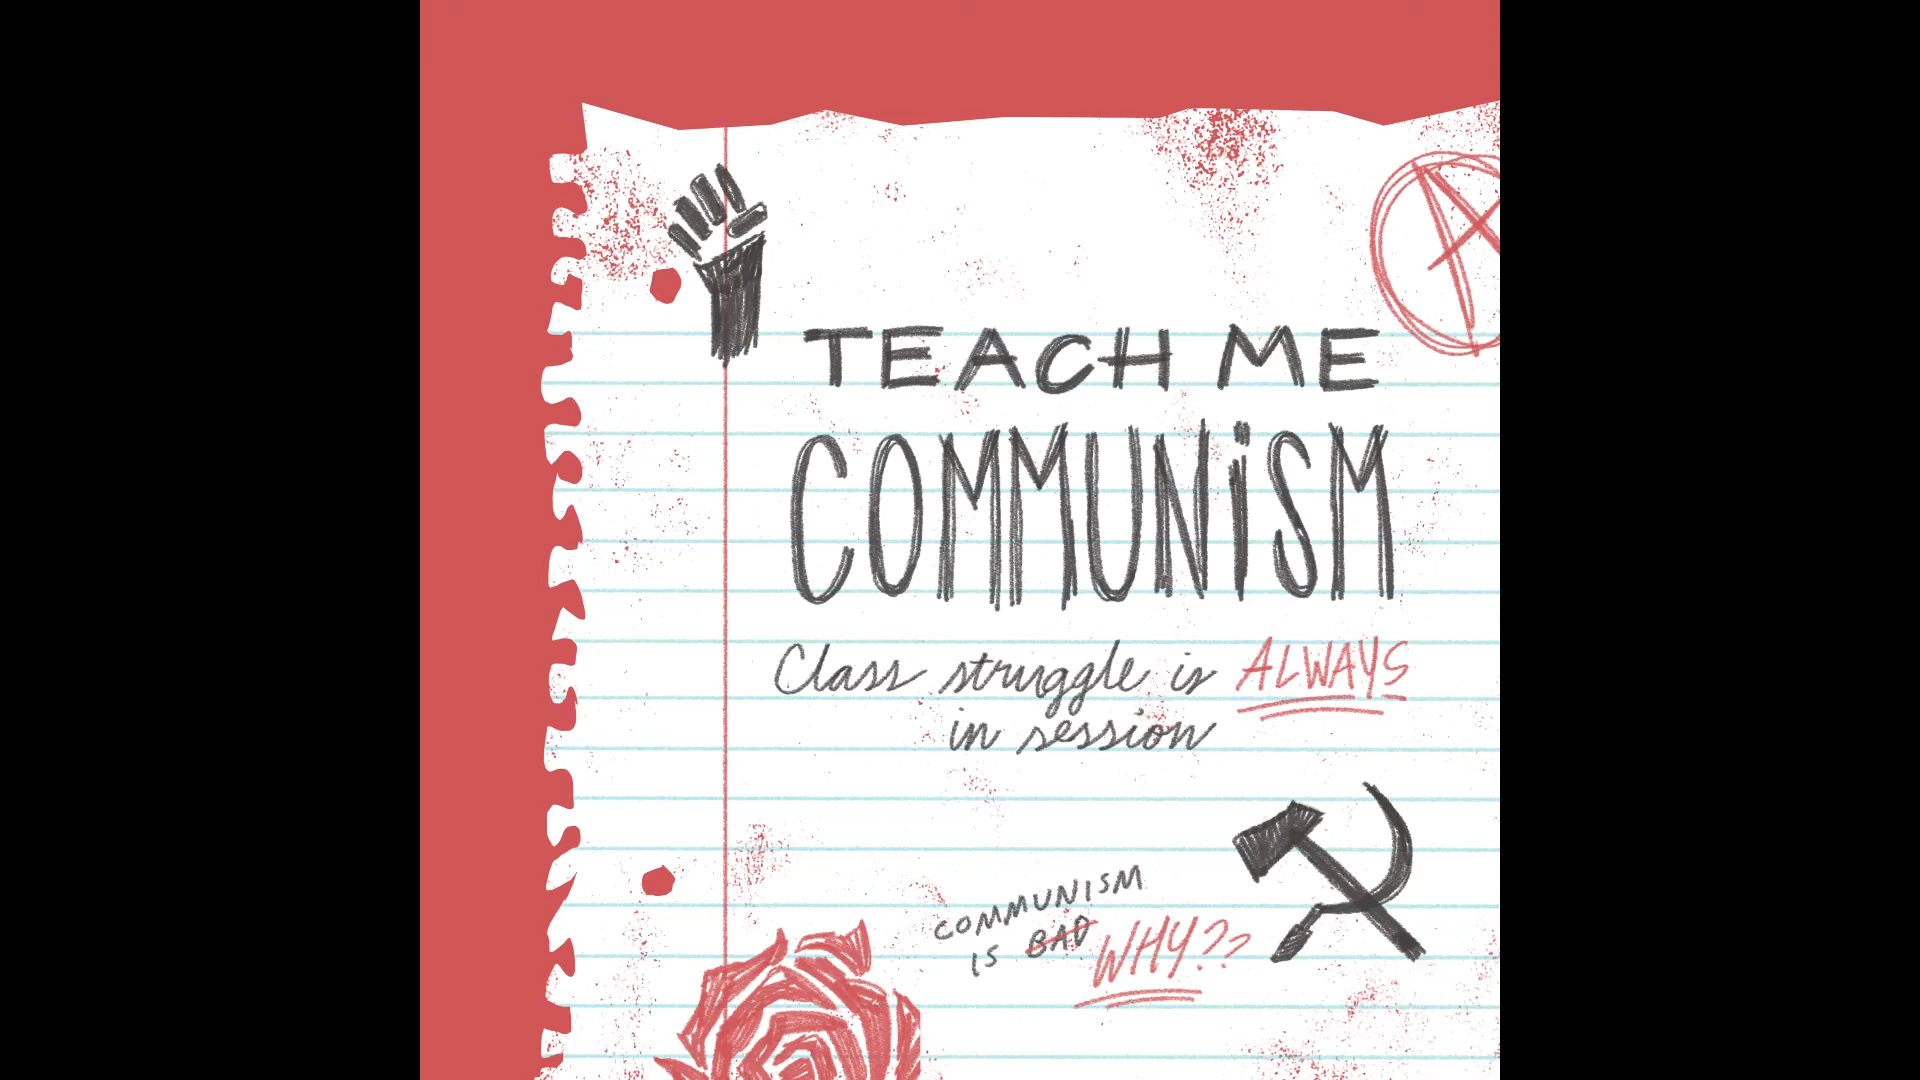 TEACH ME
COMMUNiSM
Class struggle is ALWAYS
in session
COMMUNISM
IS BAD WHY??